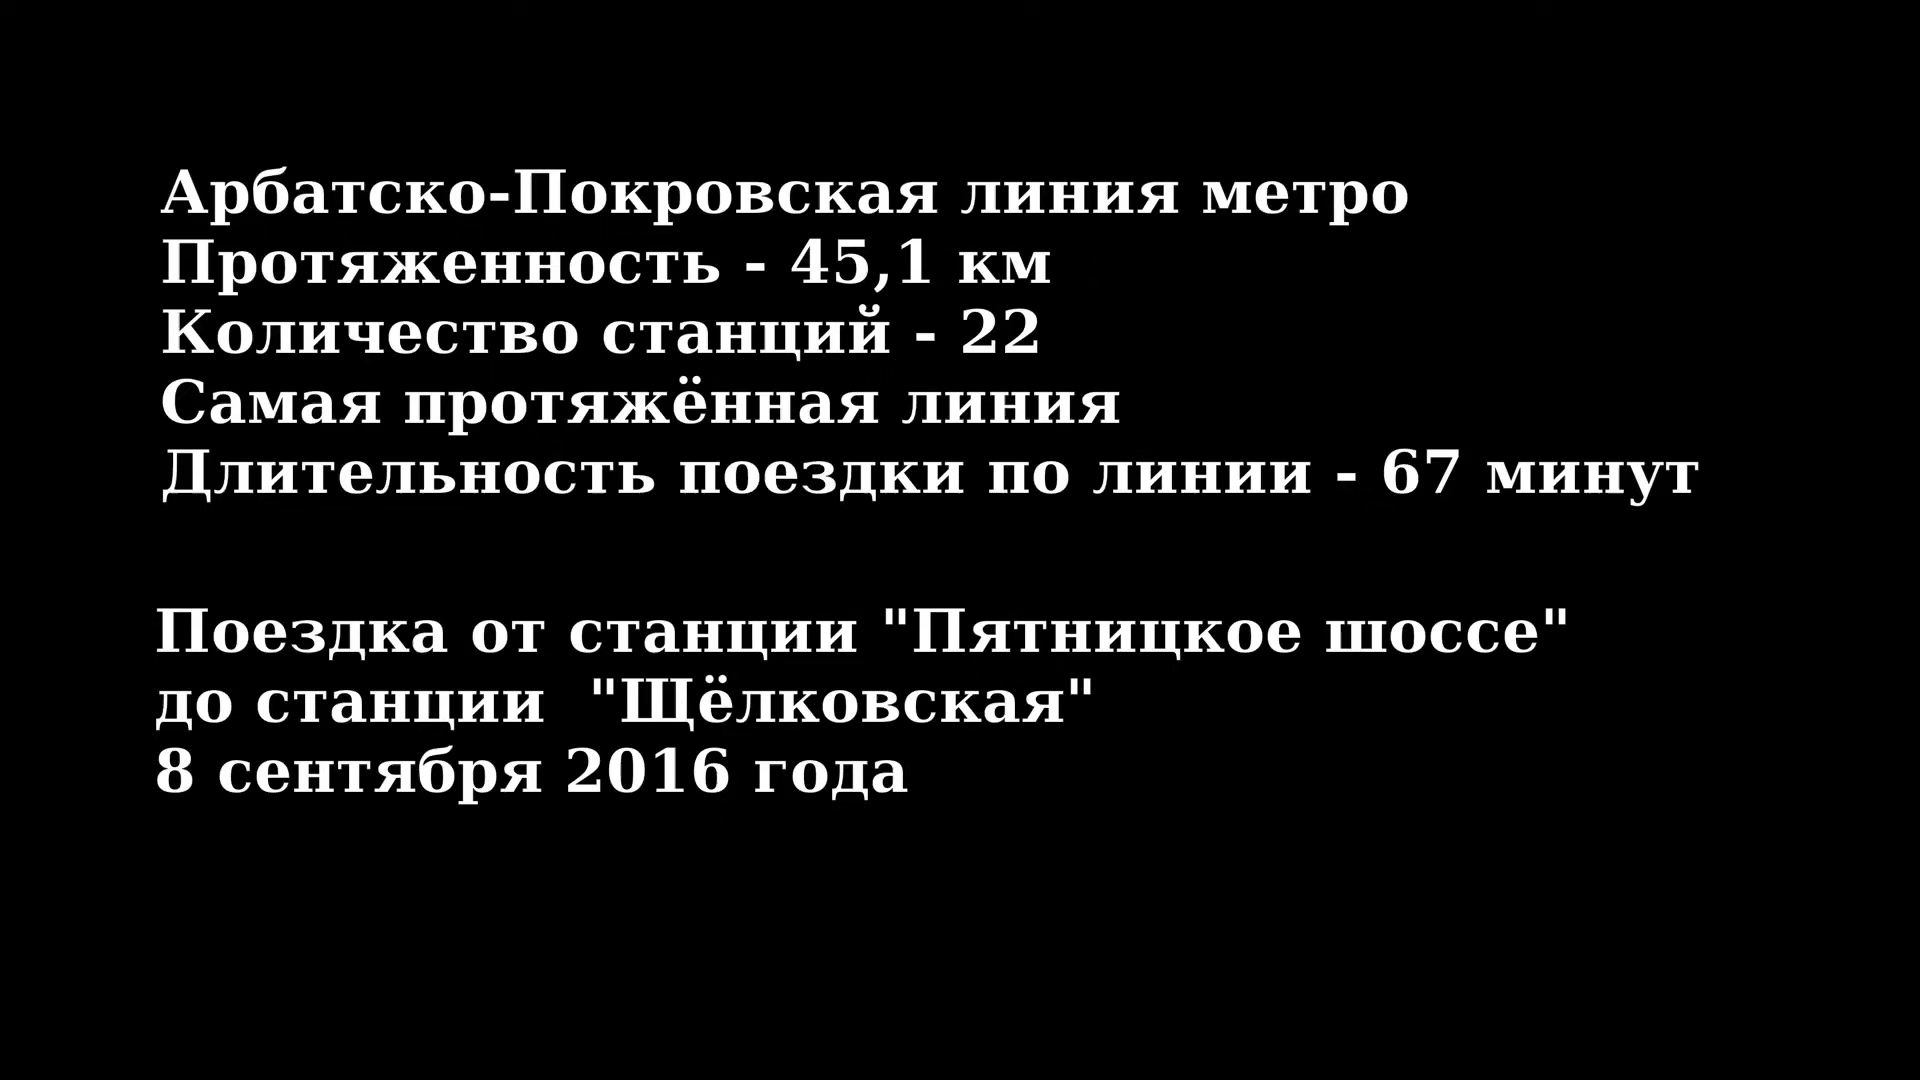 Арбатско-Покровская линия метро
Протяженность - 45,1 км
Количество станций - 22
Самая протяжённая линия
Длительность поездки по линии - 67 минут
Поездка от станции "Пятницкое шоссе"
до станции  "Щёлковская"
8 сентября 2016 года